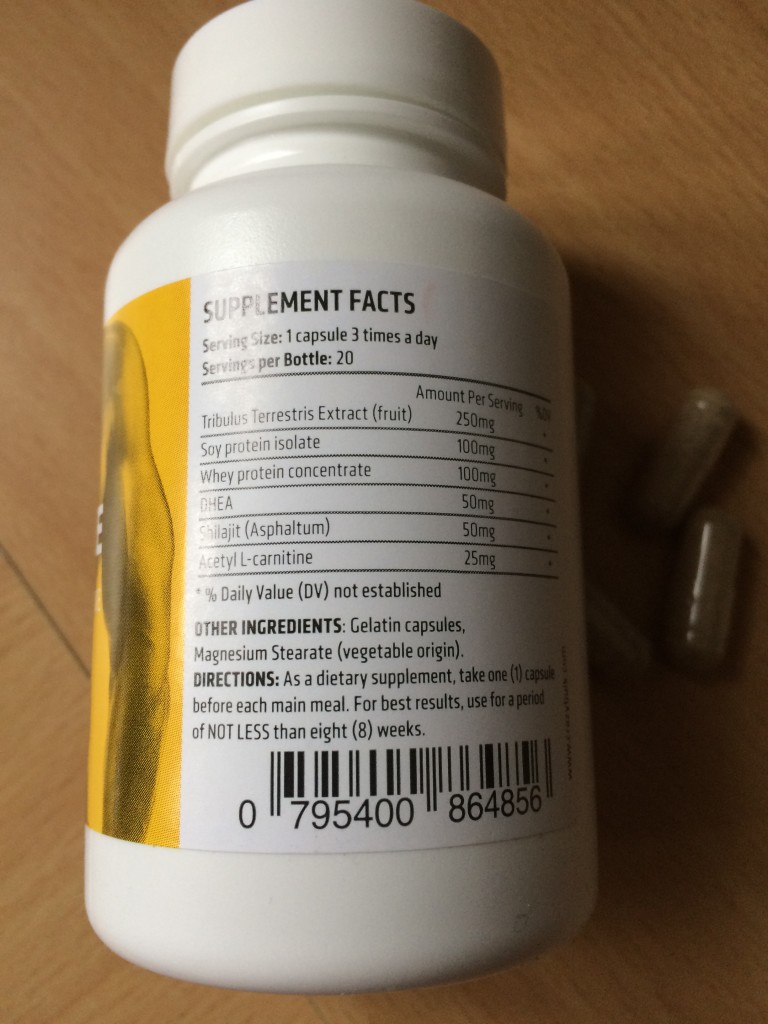 SUPPLEMENT FACTS
Serving Size: 1 capsule 3 times a day
Servings per Bottle: 20
Amount Per Serving %DV
Tribulus Terrestris Extract (fruit) 250mg *
Soy protein isolate 100mg *
Whey protein concentrate 100mg *
DHEA 50mg *
Shilajit (Asphaltum) 50mg *
Acetyl L-carnitine 25mg *
* % Daily Value (DV) not established
OTHER INGREDIENTS: Gelatin capsules,
Magnesium Stearate (vegetable origin).
DIRECTIONS: As a dietary supplement, take one (1) capsule
before each main meal. For best results, use for a period
of NOT LESS than eight (8) weeks.
0 795400 864856
www.crazybulk.com
E